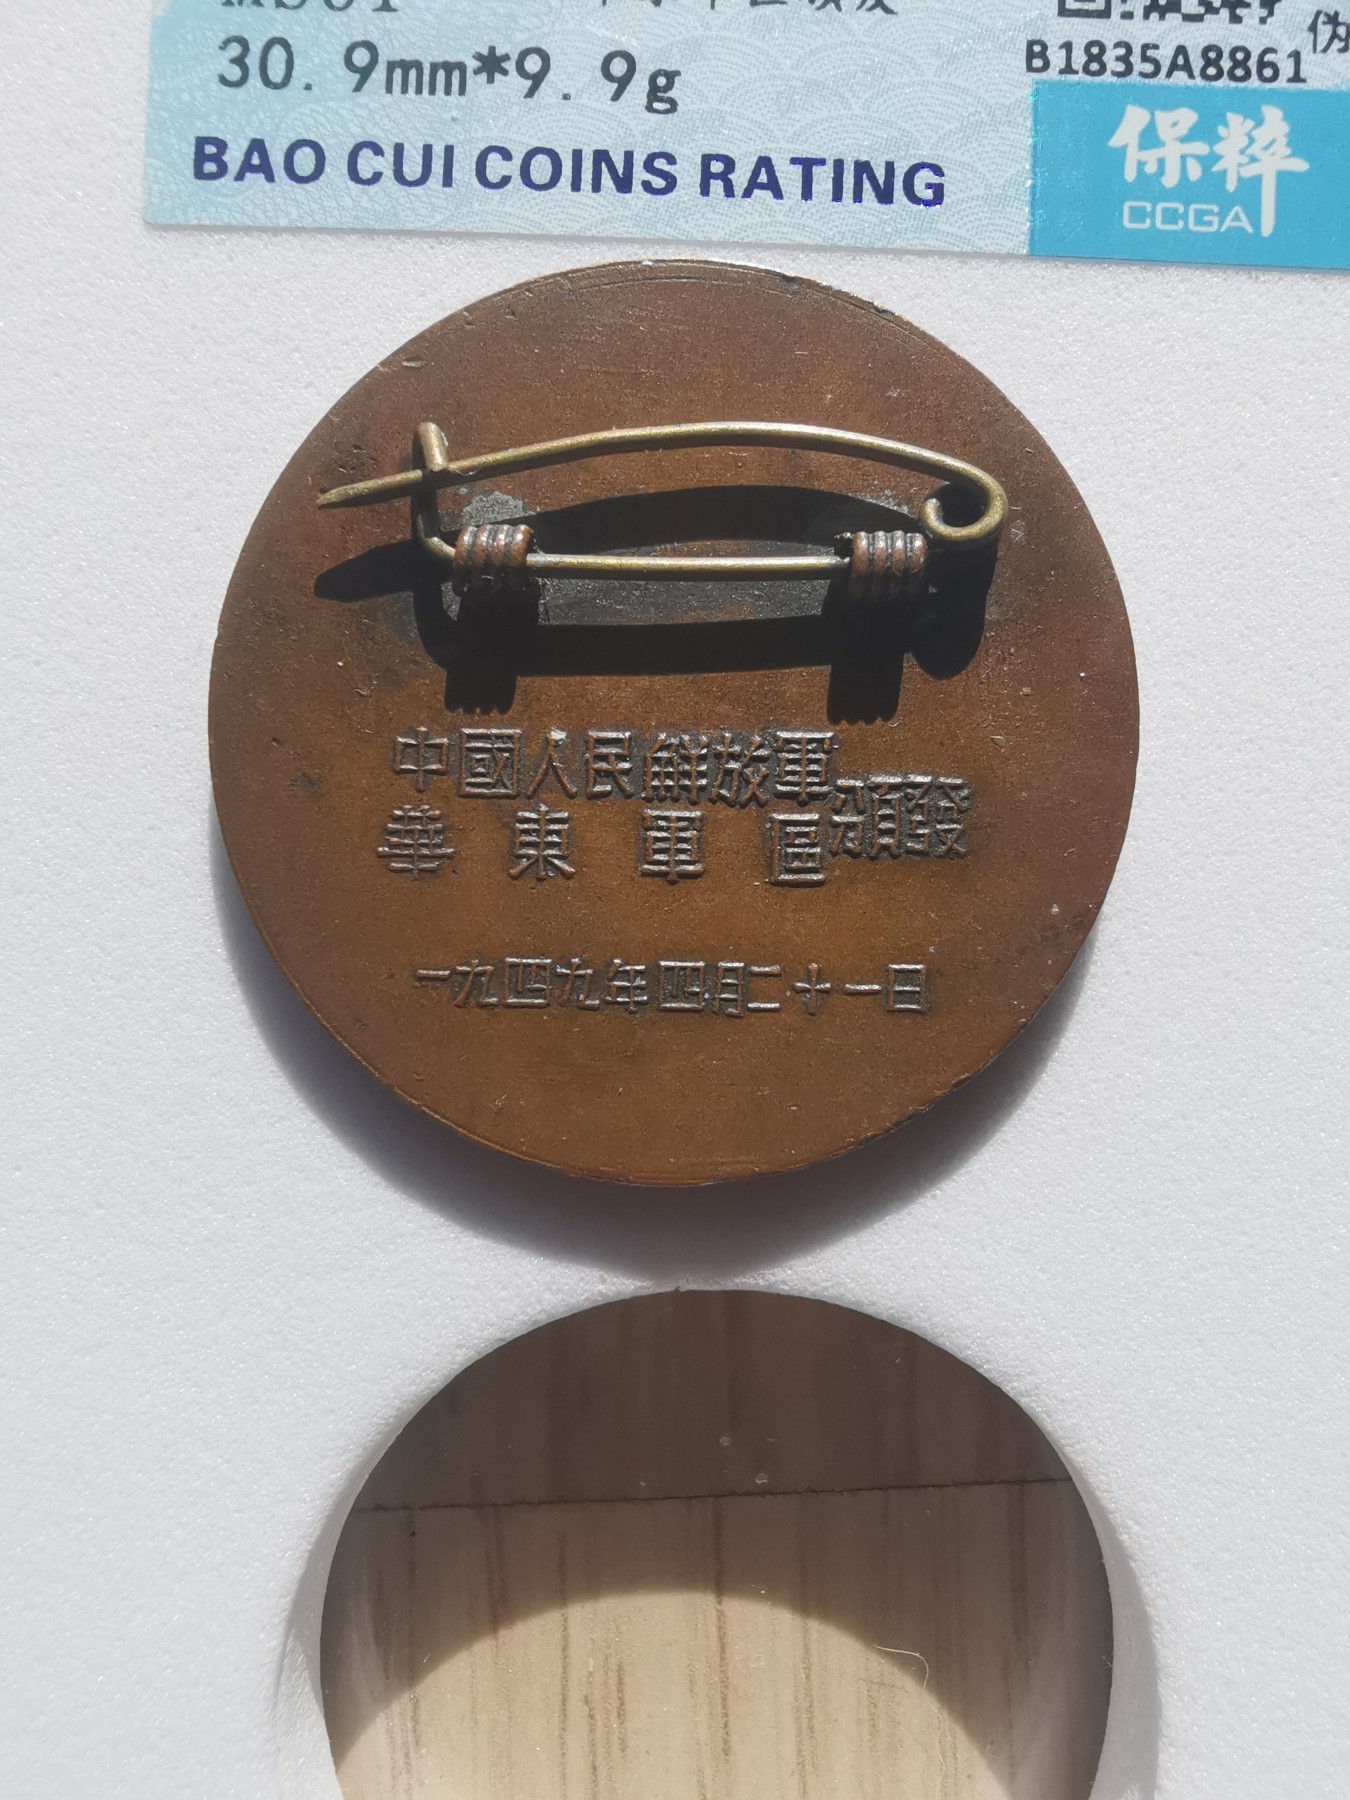 30.9mm*9.9g
B1835A8861
伪
BAO CUI COINS RATING
保粹
CCGA
中國人民解放軍
華東軍區
頒發
一九四九年四月二十一日